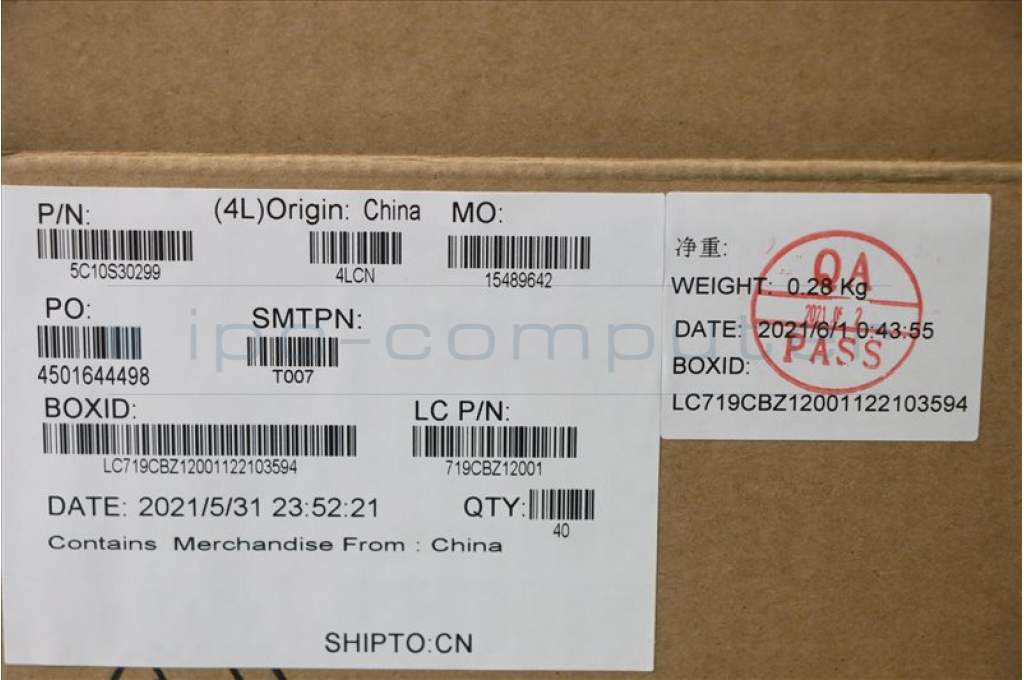 P/N: (4L)Origin: China MO:
5C10S30299 4LCN 15489642
PO: SMTPN:
4501644498 T007
BOXID: LC P/N:
LC719CBZ12001122103594 719CBZ12001
DATE: 2021/5/31 23:52:21 QTY:
40
Contains Merchandise From : China
SHIPTO:CN
净重:
WEIGHT: 0.28 Kg
DATE: 2021/6/1 0:43:55
BOXID:
LC719CBZ12001122103594
QA
PASS
ipc-computer